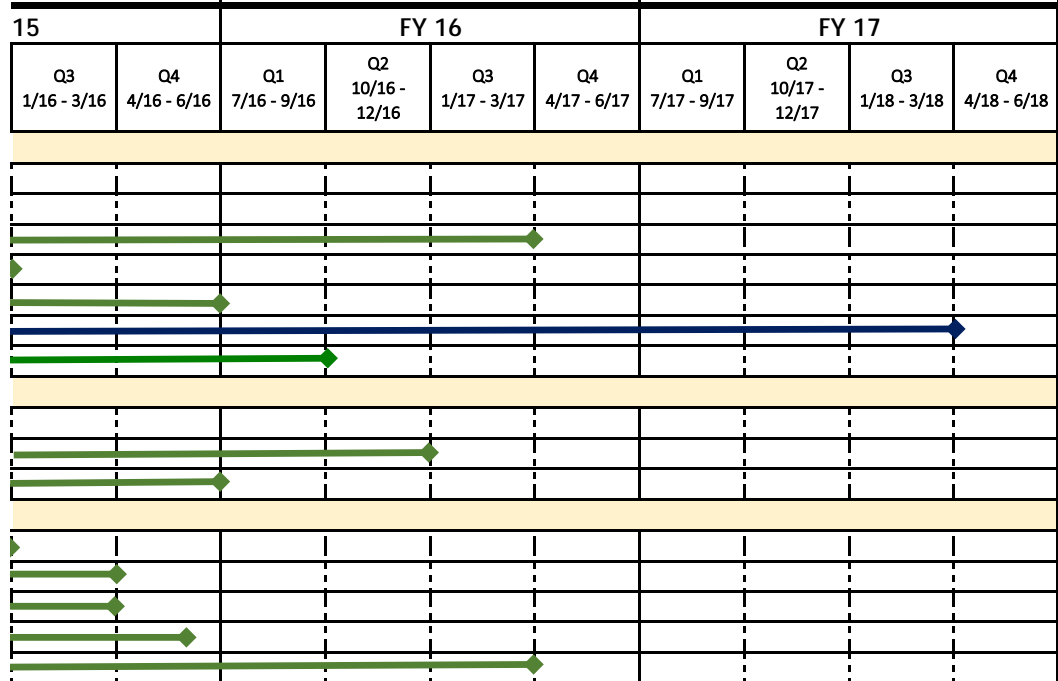 15
FY 16
FY 17
Q3
1/16 - 3/16
Q4
4/16 - 6/16
Q1
7/16 - 9/16
Q2
10/16 -
12/16
Q3
1/17 - 3/17
Q4
4/17 - 6/17
Q1
7/17 - 9/17
Q2
10/17 -
12/17
Q3
1/18 - 3/18
Q4
4/18 - 6/18